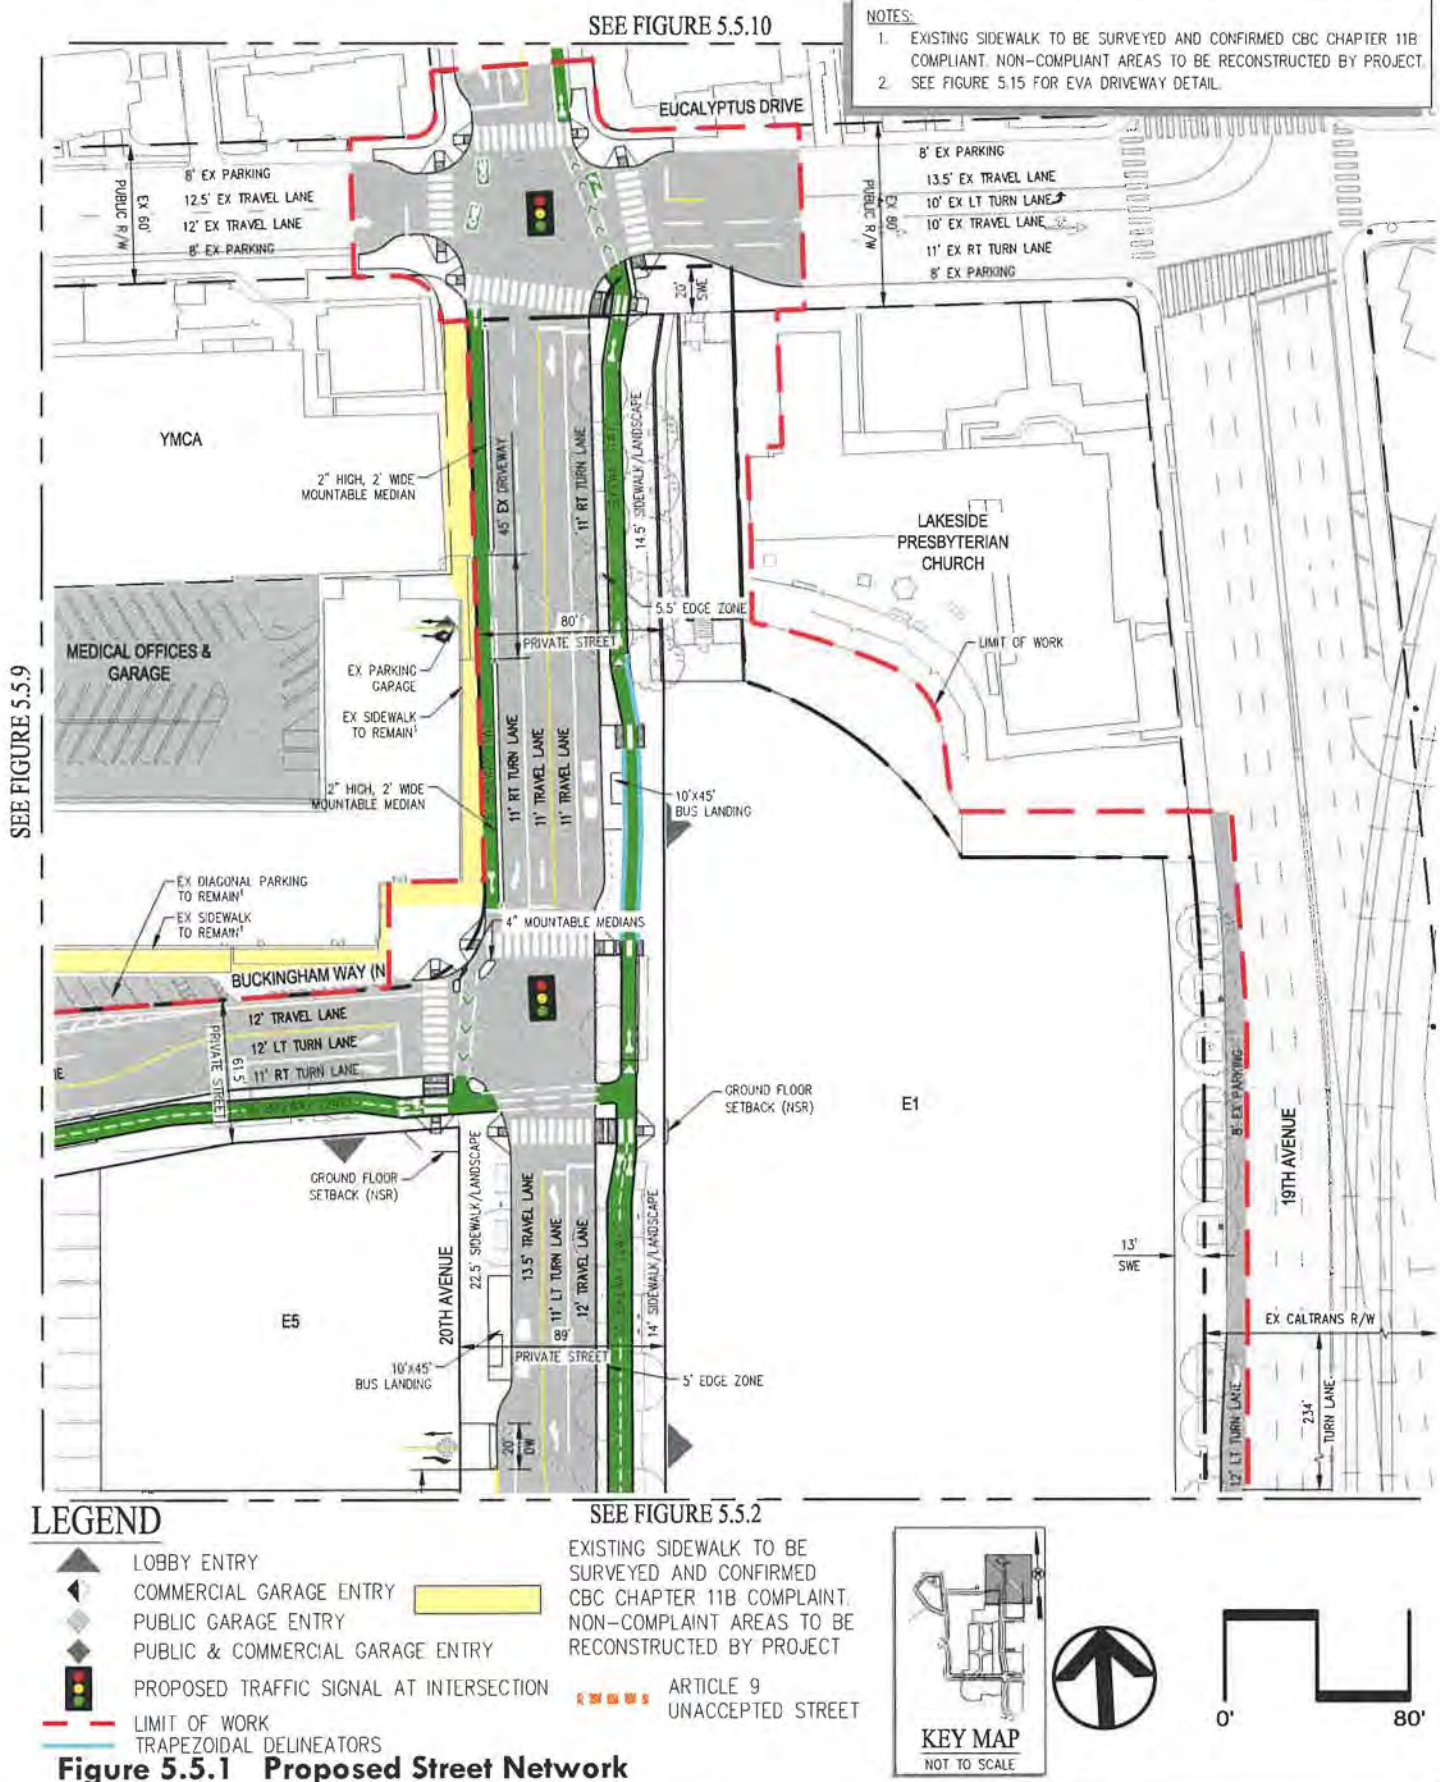 SEE FIGURE 5.5.10
NOTES:
1. EXISTING SIDEWALK TO BE SURVEYED AND CONFIRMED CBC CHAPTER 11B
COMPLIANT. NON-COMPLIANT AREAS TO BE RECONSTRUCTED BY PROJECT.
2. SEE FIGURE 5.15 FOR EVA DRIVEWAY DETAIL.
EUCALYPTUS DRIVE
8' EX PARKING
12.5' EX TRAVEL LANE
12' EX TRAVEL LANE
8' EX PARKING
EX 60'
PUBLIC R/W
8' EX PARKING
13.5' EX TRAVEL LANE
10' EX LT TURN LANE
10' EX TRAVEL LANE
11' EX RT TURN LANE
8' EX PARKING
EX 80'
PUBLIC R/W
20'
SWE
YMCA
2" HIGH, 2' WIDE
MOUNTABLE MEDIAN
45' EX DRIVEWAY
11' RT TURN LANE
14.5' SIDEWALK/LANDSCAPE
LAKESIDE
PRESBYTERIAN
CHURCH
5.5' EDGE ZONE
80'
PRIVATE STREET
LIMIT OF WORK
MEDICAL OFFICES &
GARAGE
EX PARKING
GARAGE
EX SIDEWALK
TO REMAIN¹
SEE FIGURE 5.5.9
11' RT TURN LANE
11' TRAVEL LANE
11' TRAVEL LANE
2" HIGH, 2' WIDE
MOUNTABLE MEDIAN
10'X45'
BUS LANDING
EX DIAGONAL PARKING
TO REMAIN¹
EX SIDEWALK
TO REMAIN¹
4" MOUNTABLE MEDIANS
BUCKINGHAM WAY (N
12' TRAVEL LANE
12' LT TURN LANE
11' RT TURN LANE
PRIVATE STREET
61.5'
GROUND FLOOR
SETBACK (NSR)
E1
8' EX PARKING
19TH AVENUE
GROUND FLOOR
SETBACK (NSR)
20TH AVENUE
22.5' SIDEWALK/LANDSCAPE
13.5' TRAVEL LANE
11' LT TURN LANE
12' TRAVEL LANE
14' SIDEWALK/LANDSCAPE
13'
SWE
E5
EX CALTRANS R/W
89'
PRIVATE STREET
10'X45'
BUS LANDING
5' EDGE ZONE
12' LT TURN LANE
234'
TURN LANE
20'
DW
SEE FIGURE 5.5.2
LEGEND
LOBBY ENTRY
COMMERCIAL GARAGE ENTRY
PUBLIC GARAGE ENTRY
PUBLIC & COMMERCIAL GARAGE ENTRY
PROPOSED TRAFFIC SIGNAL AT INTERSECTION
LIMIT OF WORK
TRAPEZOIDAL DELINEATORS
EXISTING SIDEWALK TO BE
SURVEYED AND CONFIRMED
CBC CHAPTER 11B COMPLAINT.
NON-COMPLAINT AREAS TO BE
RECONSTRUCTED BY PROJECT
ARTICLE 9
UNACCEPTED STREET
KEY MAP
NOT TO SCALE
0'
80'
Figure 5.5.1 Proposed Street Network